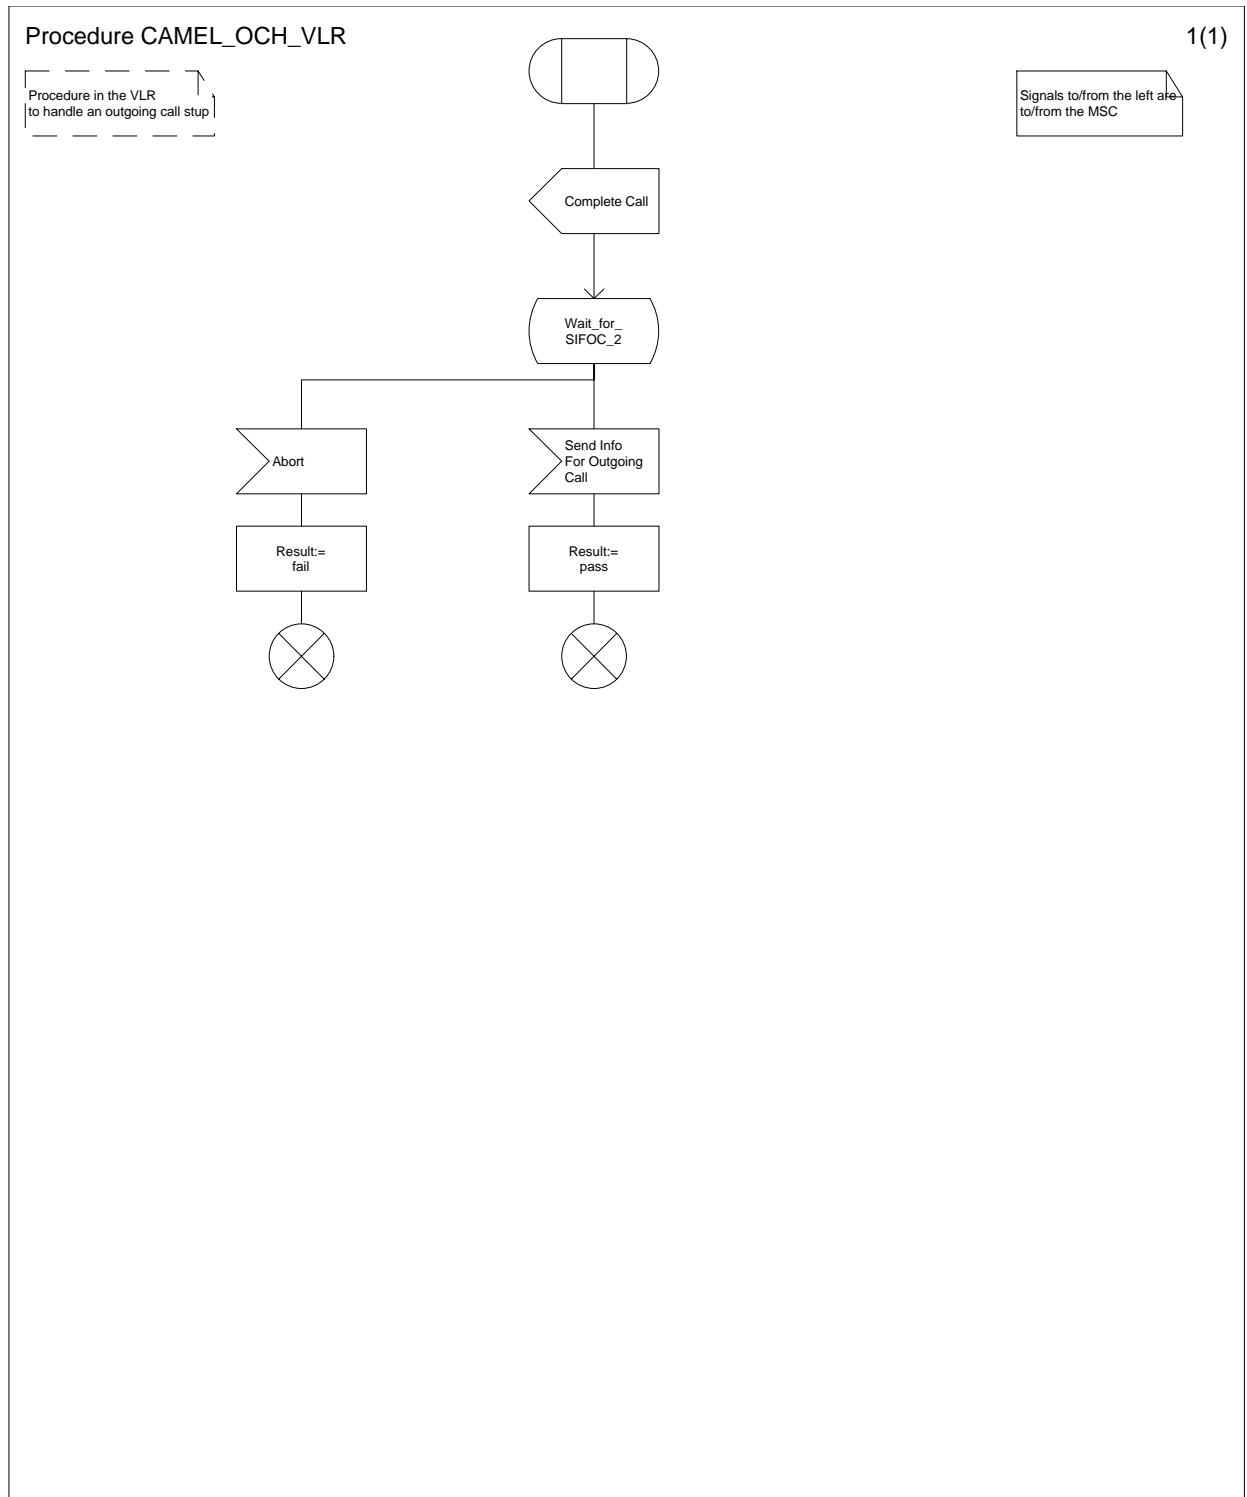 Procedure CAMEL_OCH_VLR
1(1)
Procedure in the VLR
to handle an outgoing call stup
Signals to/from the left are
to/from the MSC
Complete Call
Wait_for_
SIFOC_2
Abort
Send Info
For Outgoing
Call
Result:=
fail
Result:=
pass